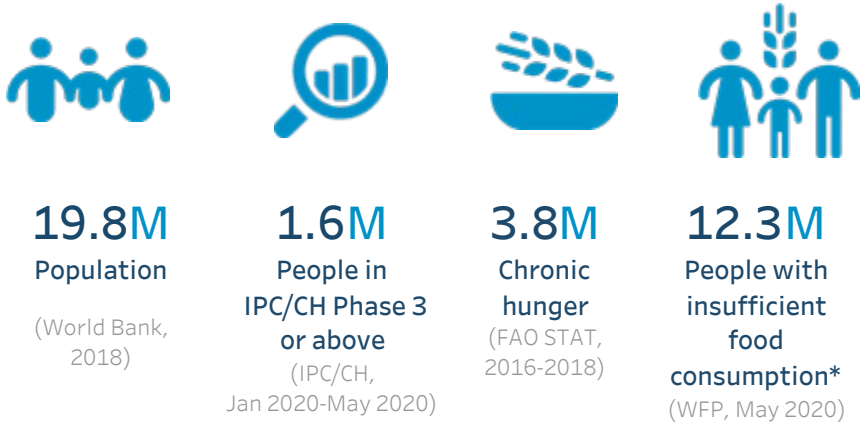 19.8M
Population
(World Bank,
2018)
1.6M
People in
IPC/CH Phase 3
or above
(IPC/CH,
Jan 2020-May 2020)
3.8M
Chronic
hunger
(FAO STAT,
2016-2018)
12.3M
People with
insufficient
food
consumption*
(WFP, May 2020)